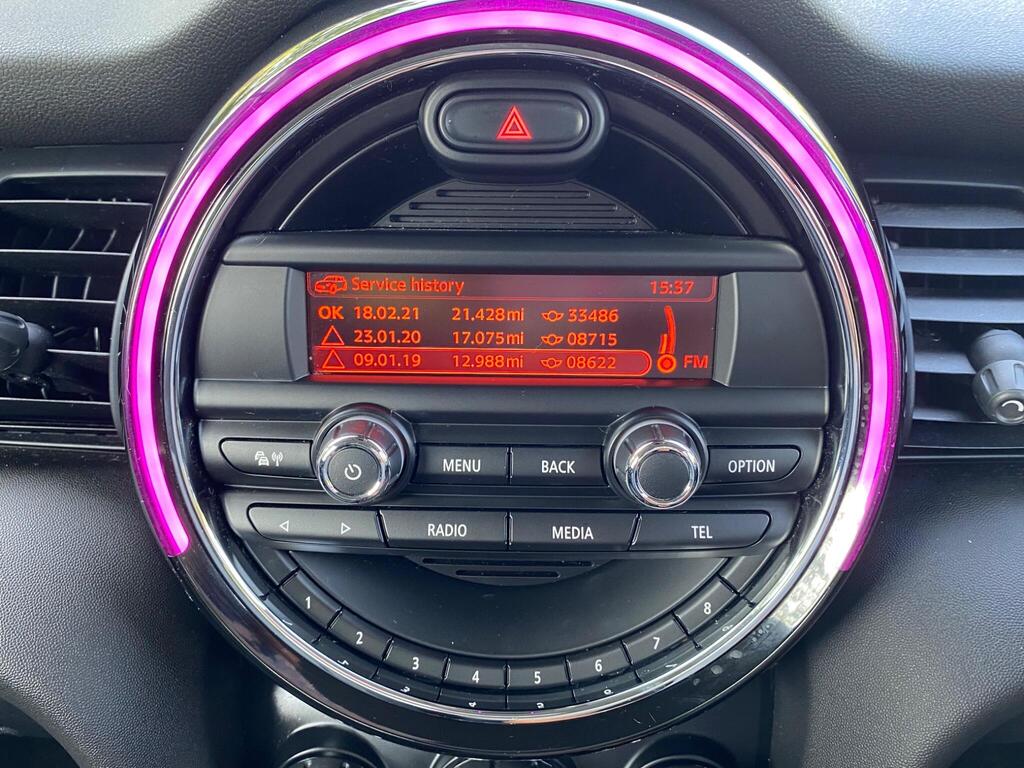 Service history 15:37
OK 18.02.21 21.428mi 33486
23.01.20 17.075mi 08715
09.01.19 12.988mi 08622
FM
MENU BACK OPTION
RADIO MEDIA TEL
1 2 3 4 5 6 7 8